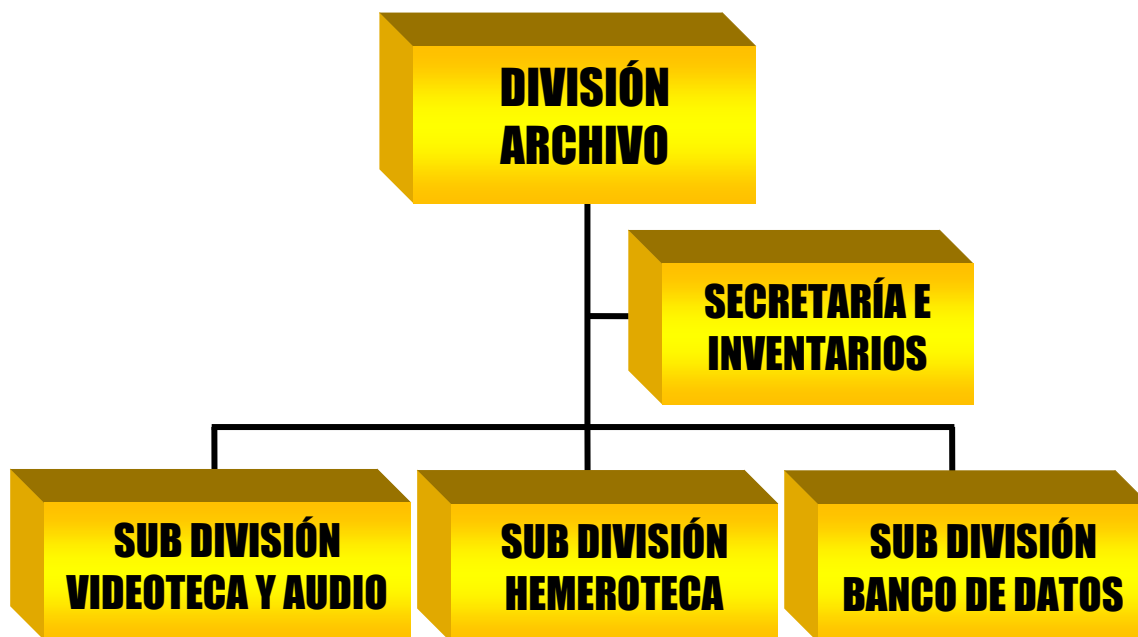 DIVISIÓN
ARCHIVO
SECRETARÍA E
INVENTARIOS
SUB DIVISIÓN
VIDEOTECA Y AUDIO
SUB DIVISIÓN
HEMEROTECA
SUB DIVISIÓN
BANCO DE DATOS